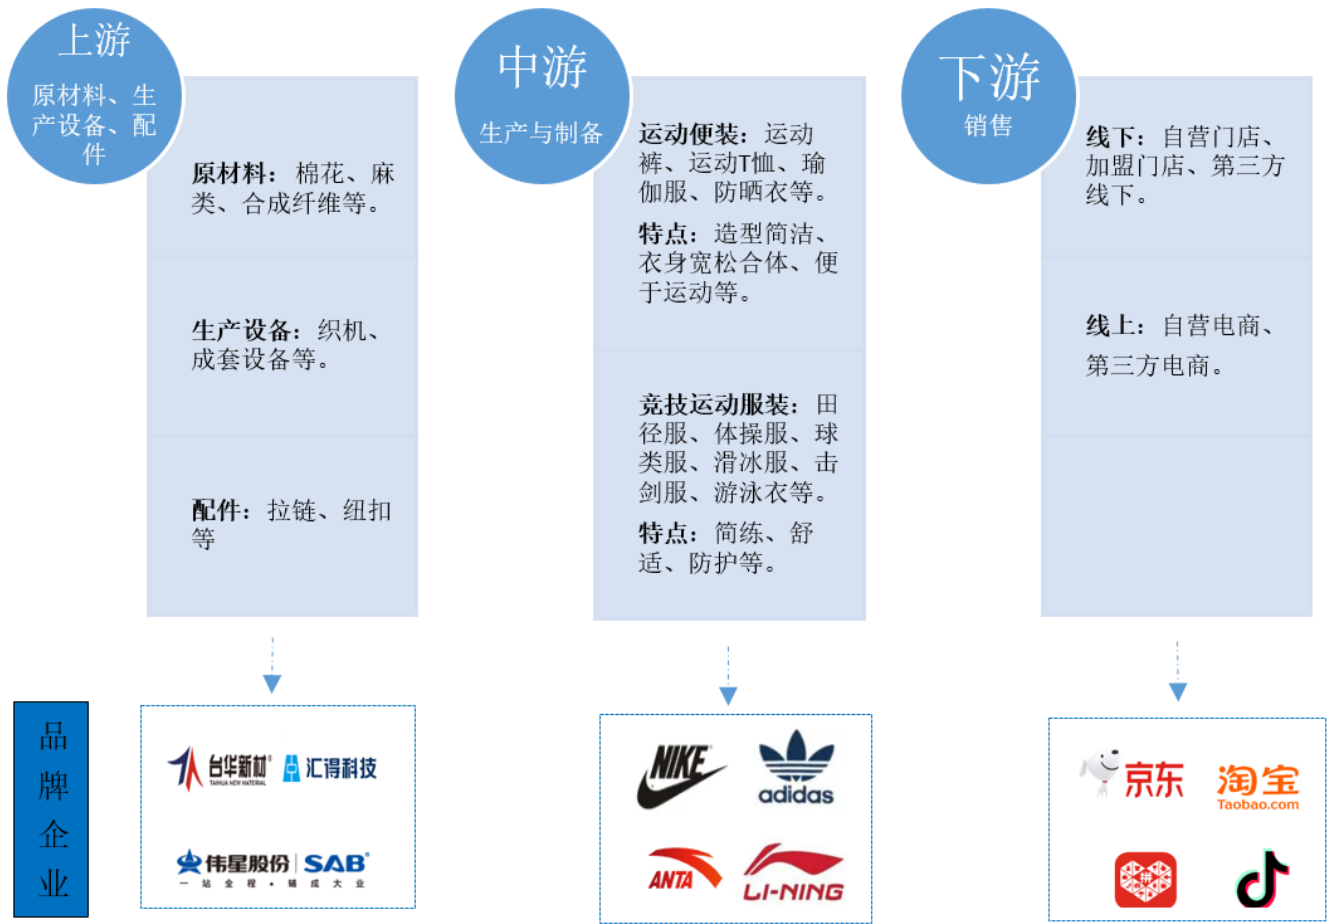 上游
原材料、生
产设备、配
件
原材料：棉花、麻
类、合成纤维等。
生产设备：织机、
成套设备等。
配件：拉链、纽扣
等
中游
生产与制备
运动便装：运动
裤、运动T恤、瑜
伽服、防晒衣等。
特点：造型简洁、
衣身宽松合体、便
于运动等。
竞技运动服装：田
径服、体操服、球
类服、滑冰服、击
剑服、游泳衣等。
特点：简练、舒
适、防护等。
下游
销售
线下：自营门店、
加盟门店、第三方
线下。
线上：自营电商、
第三方电商。
品
牌
企
业
台华新材®
TAIHUA NEW MATERIAL
汇得科技
伟星股份 SAB®
一站全程·辅成大业
NIKE
adidas
ANTA
LI-NING
京东
淘宝
Taobao.com
拼